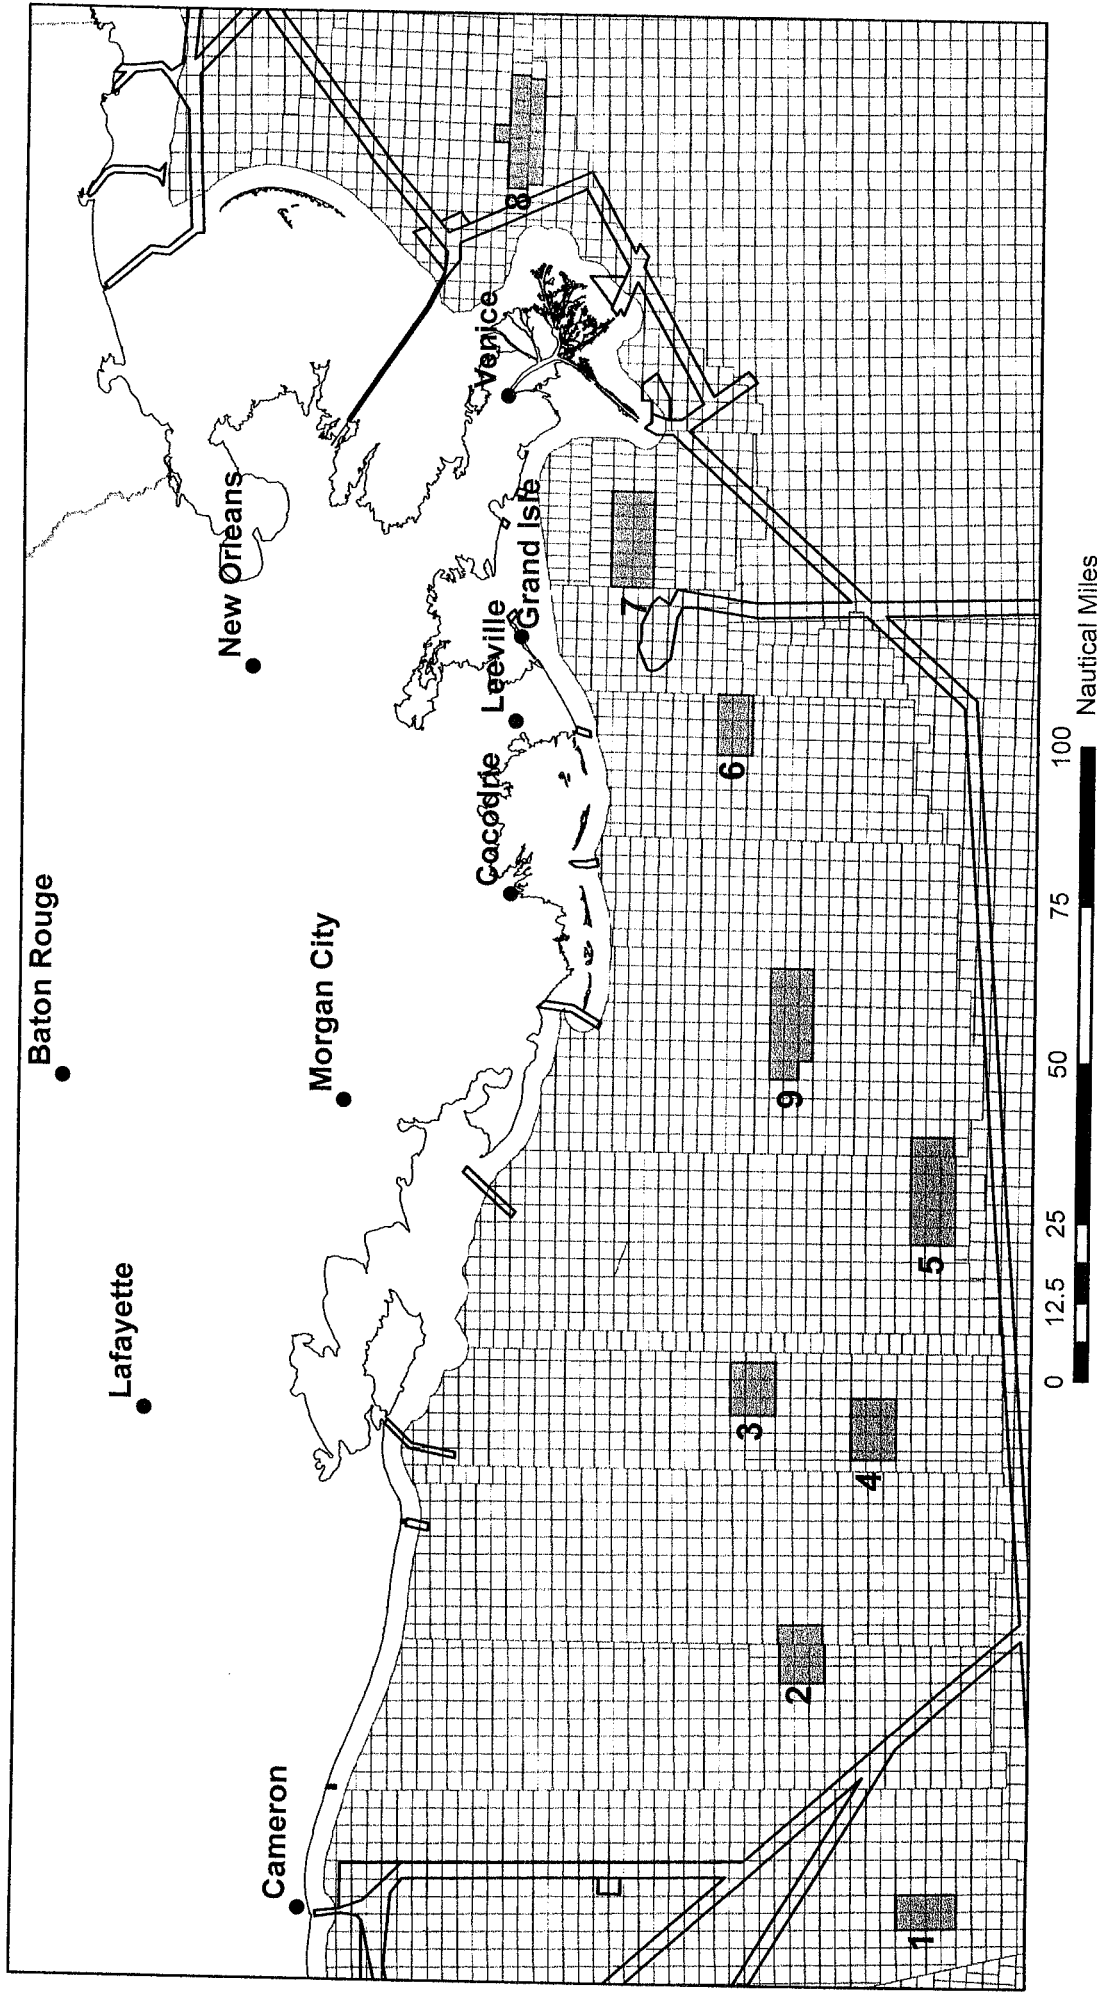 Baton Rouge
Lafayette
New Orleans
Morgan City
Cameron
Venice
Grand Isle
Leeville
Cocodrie
8
7
6
9
3
2
4
5
1
0 12.5 25 50 75 100
Nautical Miles